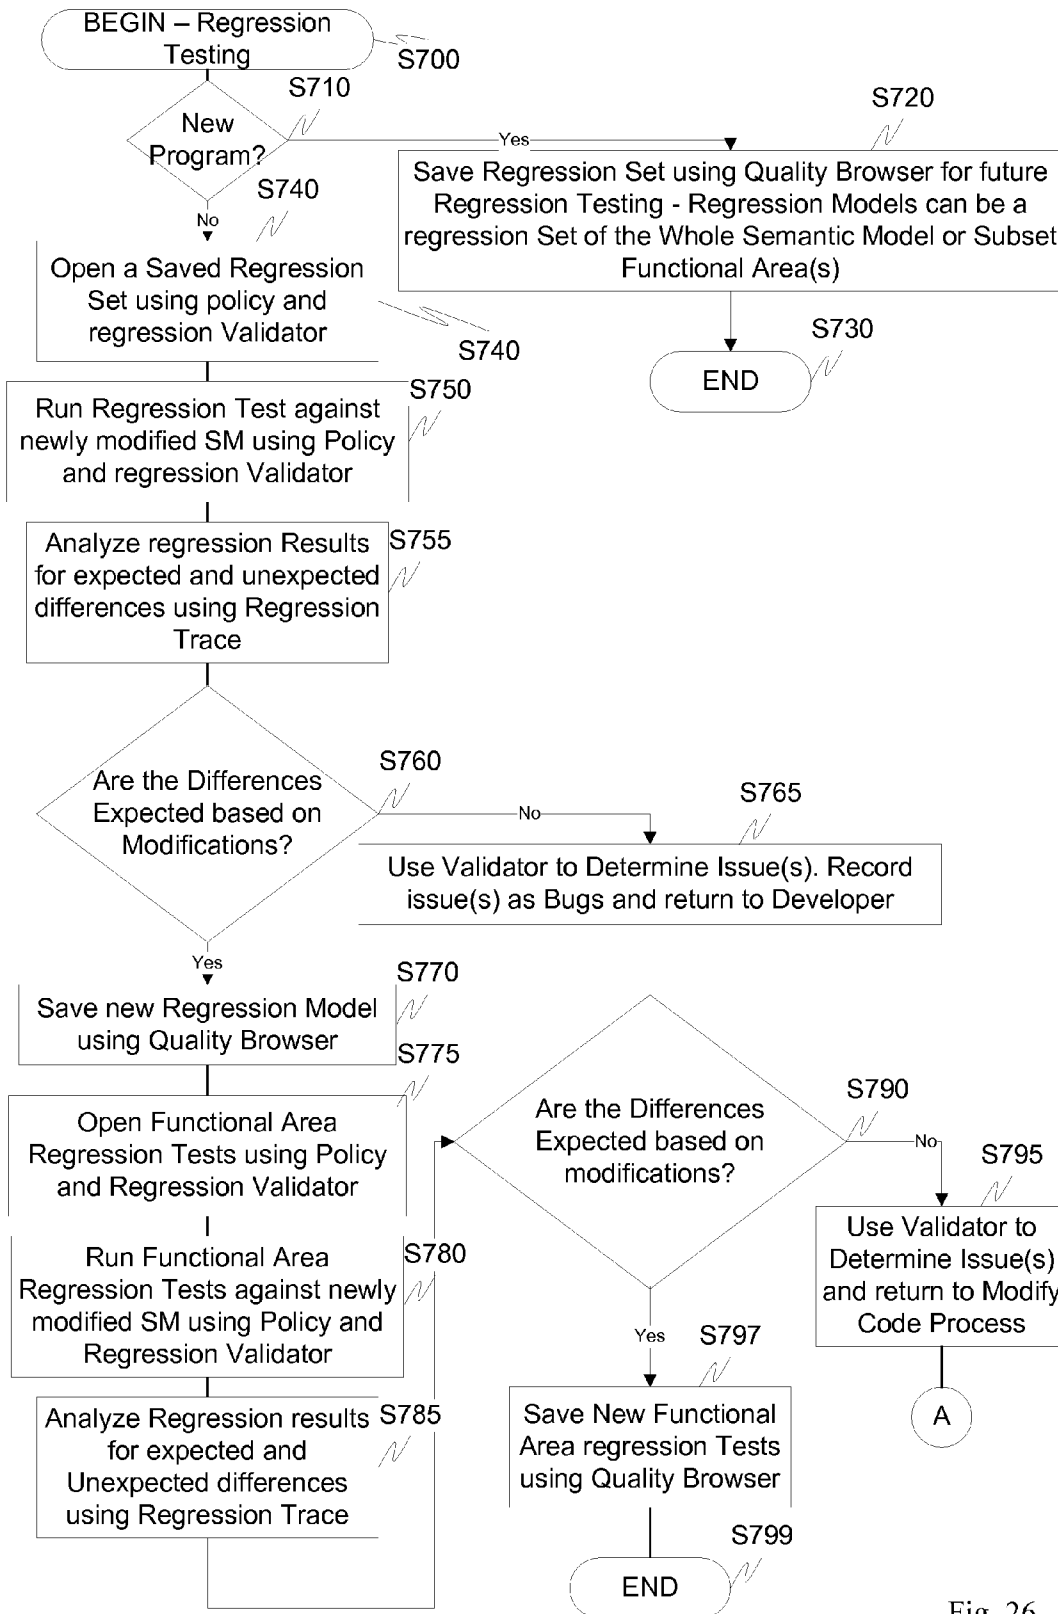 BEGIN – Regression
Testing
S700
S710
New
Program?
Yes
S720
Save Regression Set using Quality Browser for future
Regression Testing - Regression Models can be a
regression Set of the Whole Semantic Model or Subset
Functional Area(s)
S730
END
S740
No
Open a Saved Regression
Set using policy and
regression Validator
S740
S750
Run Regression Test against
newly modified SM using Policy
and regression Validator
S755
Analyze regression Results
for expected and unexpected
differences using Regression
Trace
S760
Are the Differences
Expected based on
Modifications?
No
S765
Use Validator to Determine Issue(s). Record
issue(s) as Bugs and return to Developer
Yes
S770
Save new Regression Model
using Quality Browser
S775
Open Functional Area
Regression Tests using Policy
and Regression Validator
S780
Run Functional Area
Regression Tests against newly
modified SM using Policy and
Regression Validator
S785
Analyze Regression results
for expected and
Unexpected differences
using Regression Trace
S790
Are the Differences
Expected based on
modifications?
No
S795
Use Validator to
Determine Issue(s)
and return to Modify
Code Process
A
Yes
S797
Save New Functional
Area regression Tests
using Quality Browser
S799
END
Fig. 26